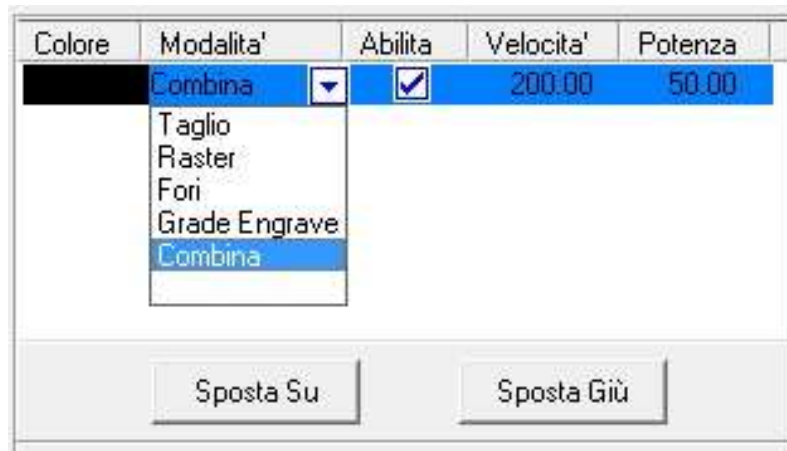 Colore Modalita' Abilita Velocita' Potenza
Combina 200.00 50.00
Taglio
Raster
Fori
Grade Engrave
Combina
Sposta Su Sposta Giù